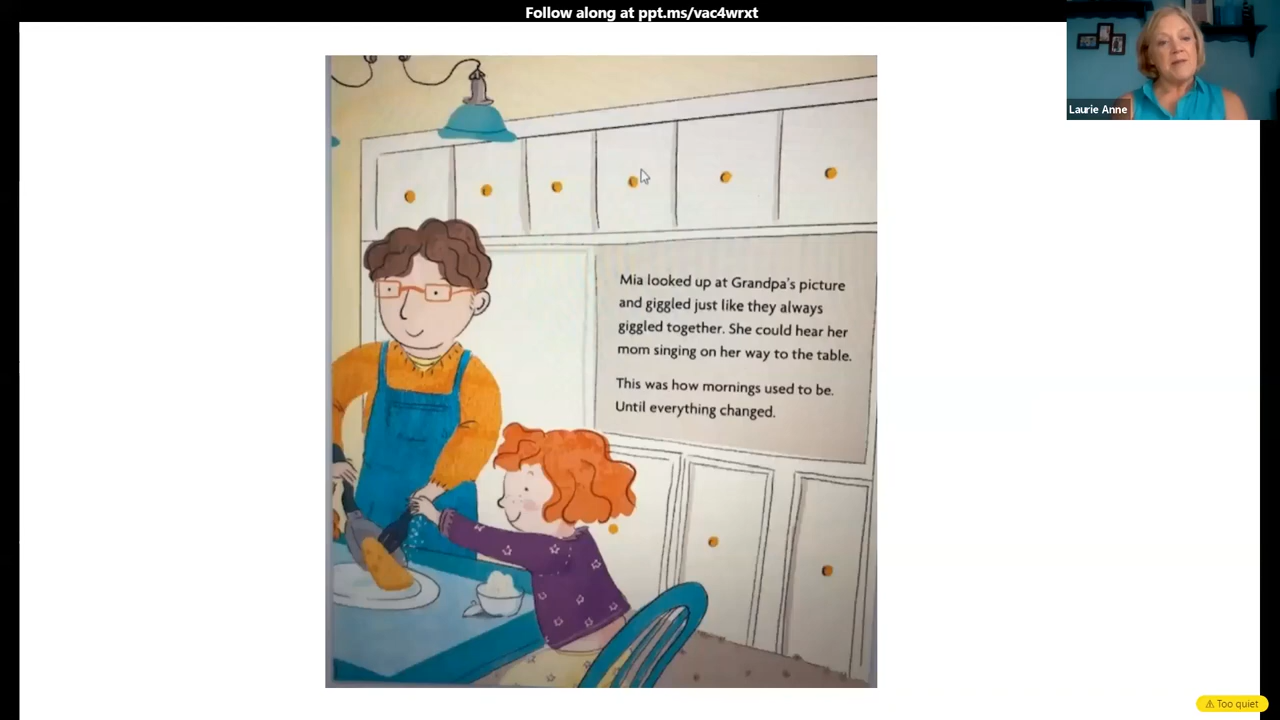 Follow along at ppt.ms/vac4wrxt
Laurie Anne
Mia looked up at Grandpa's picture
and giggled just like they always
giggled together. She could hear her
mom singing on her way to the table.
This was how mornings used to be.
Until everything changed.
Too quiet